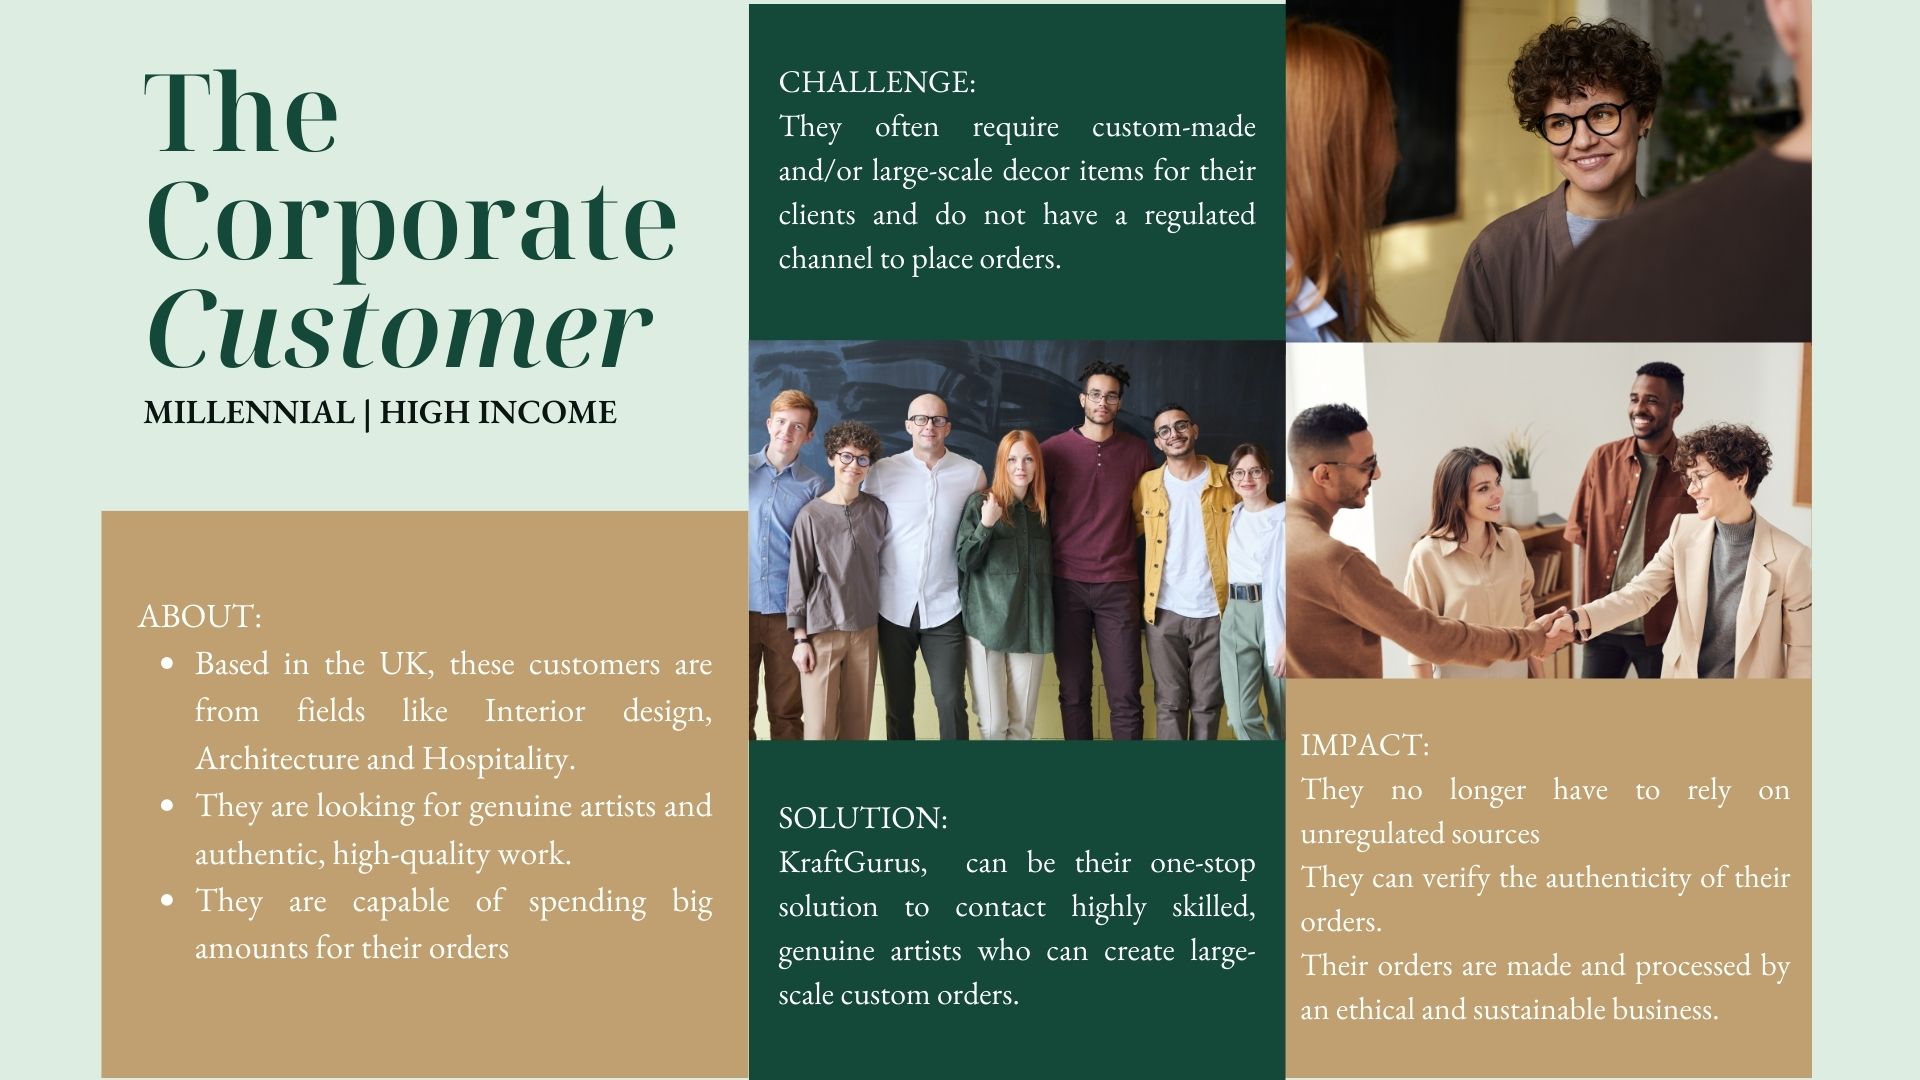 The
Corporate
Customer
MILLENNIAL | HIGH INCOME
ABOUT:
• Based in the UK, these customers are
from fields like Interior design,
Architecture and Hospitality.
• They are looking for genuine artists and
authentic, high-quality work.
• They are capable of spending big
amounts for their orders
CHALLENGE:
They often require custom-made
and/or large-scale decor items for their
clients and do not have a regulated
channel to place orders.
SOLUTION:
KraftGurus, can be their one-stop
solution to contact highly skilled,
genuine artists who can create large-
scale custom orders.
IMPACT:
They no longer have to rely on
unregulated sources
They can verify the authenticity of their
orders.
Their orders are made and processed by
an ethical and sustainable business.